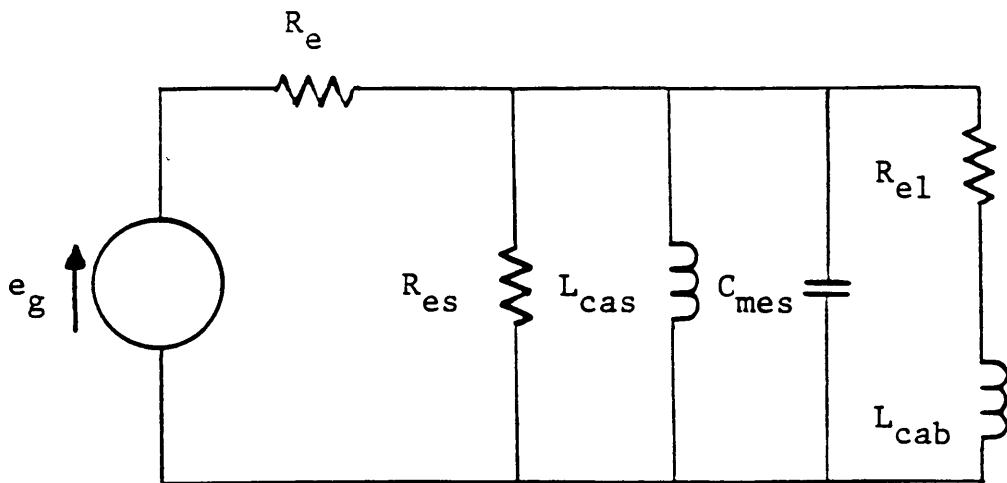 R_e
R_el
e_g
R_es
L_cas
C_mes
L_cab